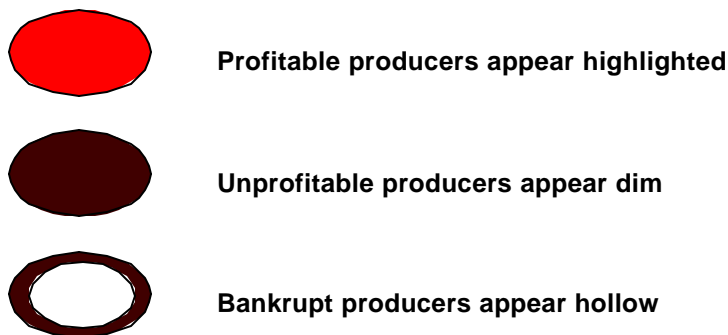 Profitable producers appear highlighted
Unprofitable producers appear dim
Bankrupt producers appear hollow